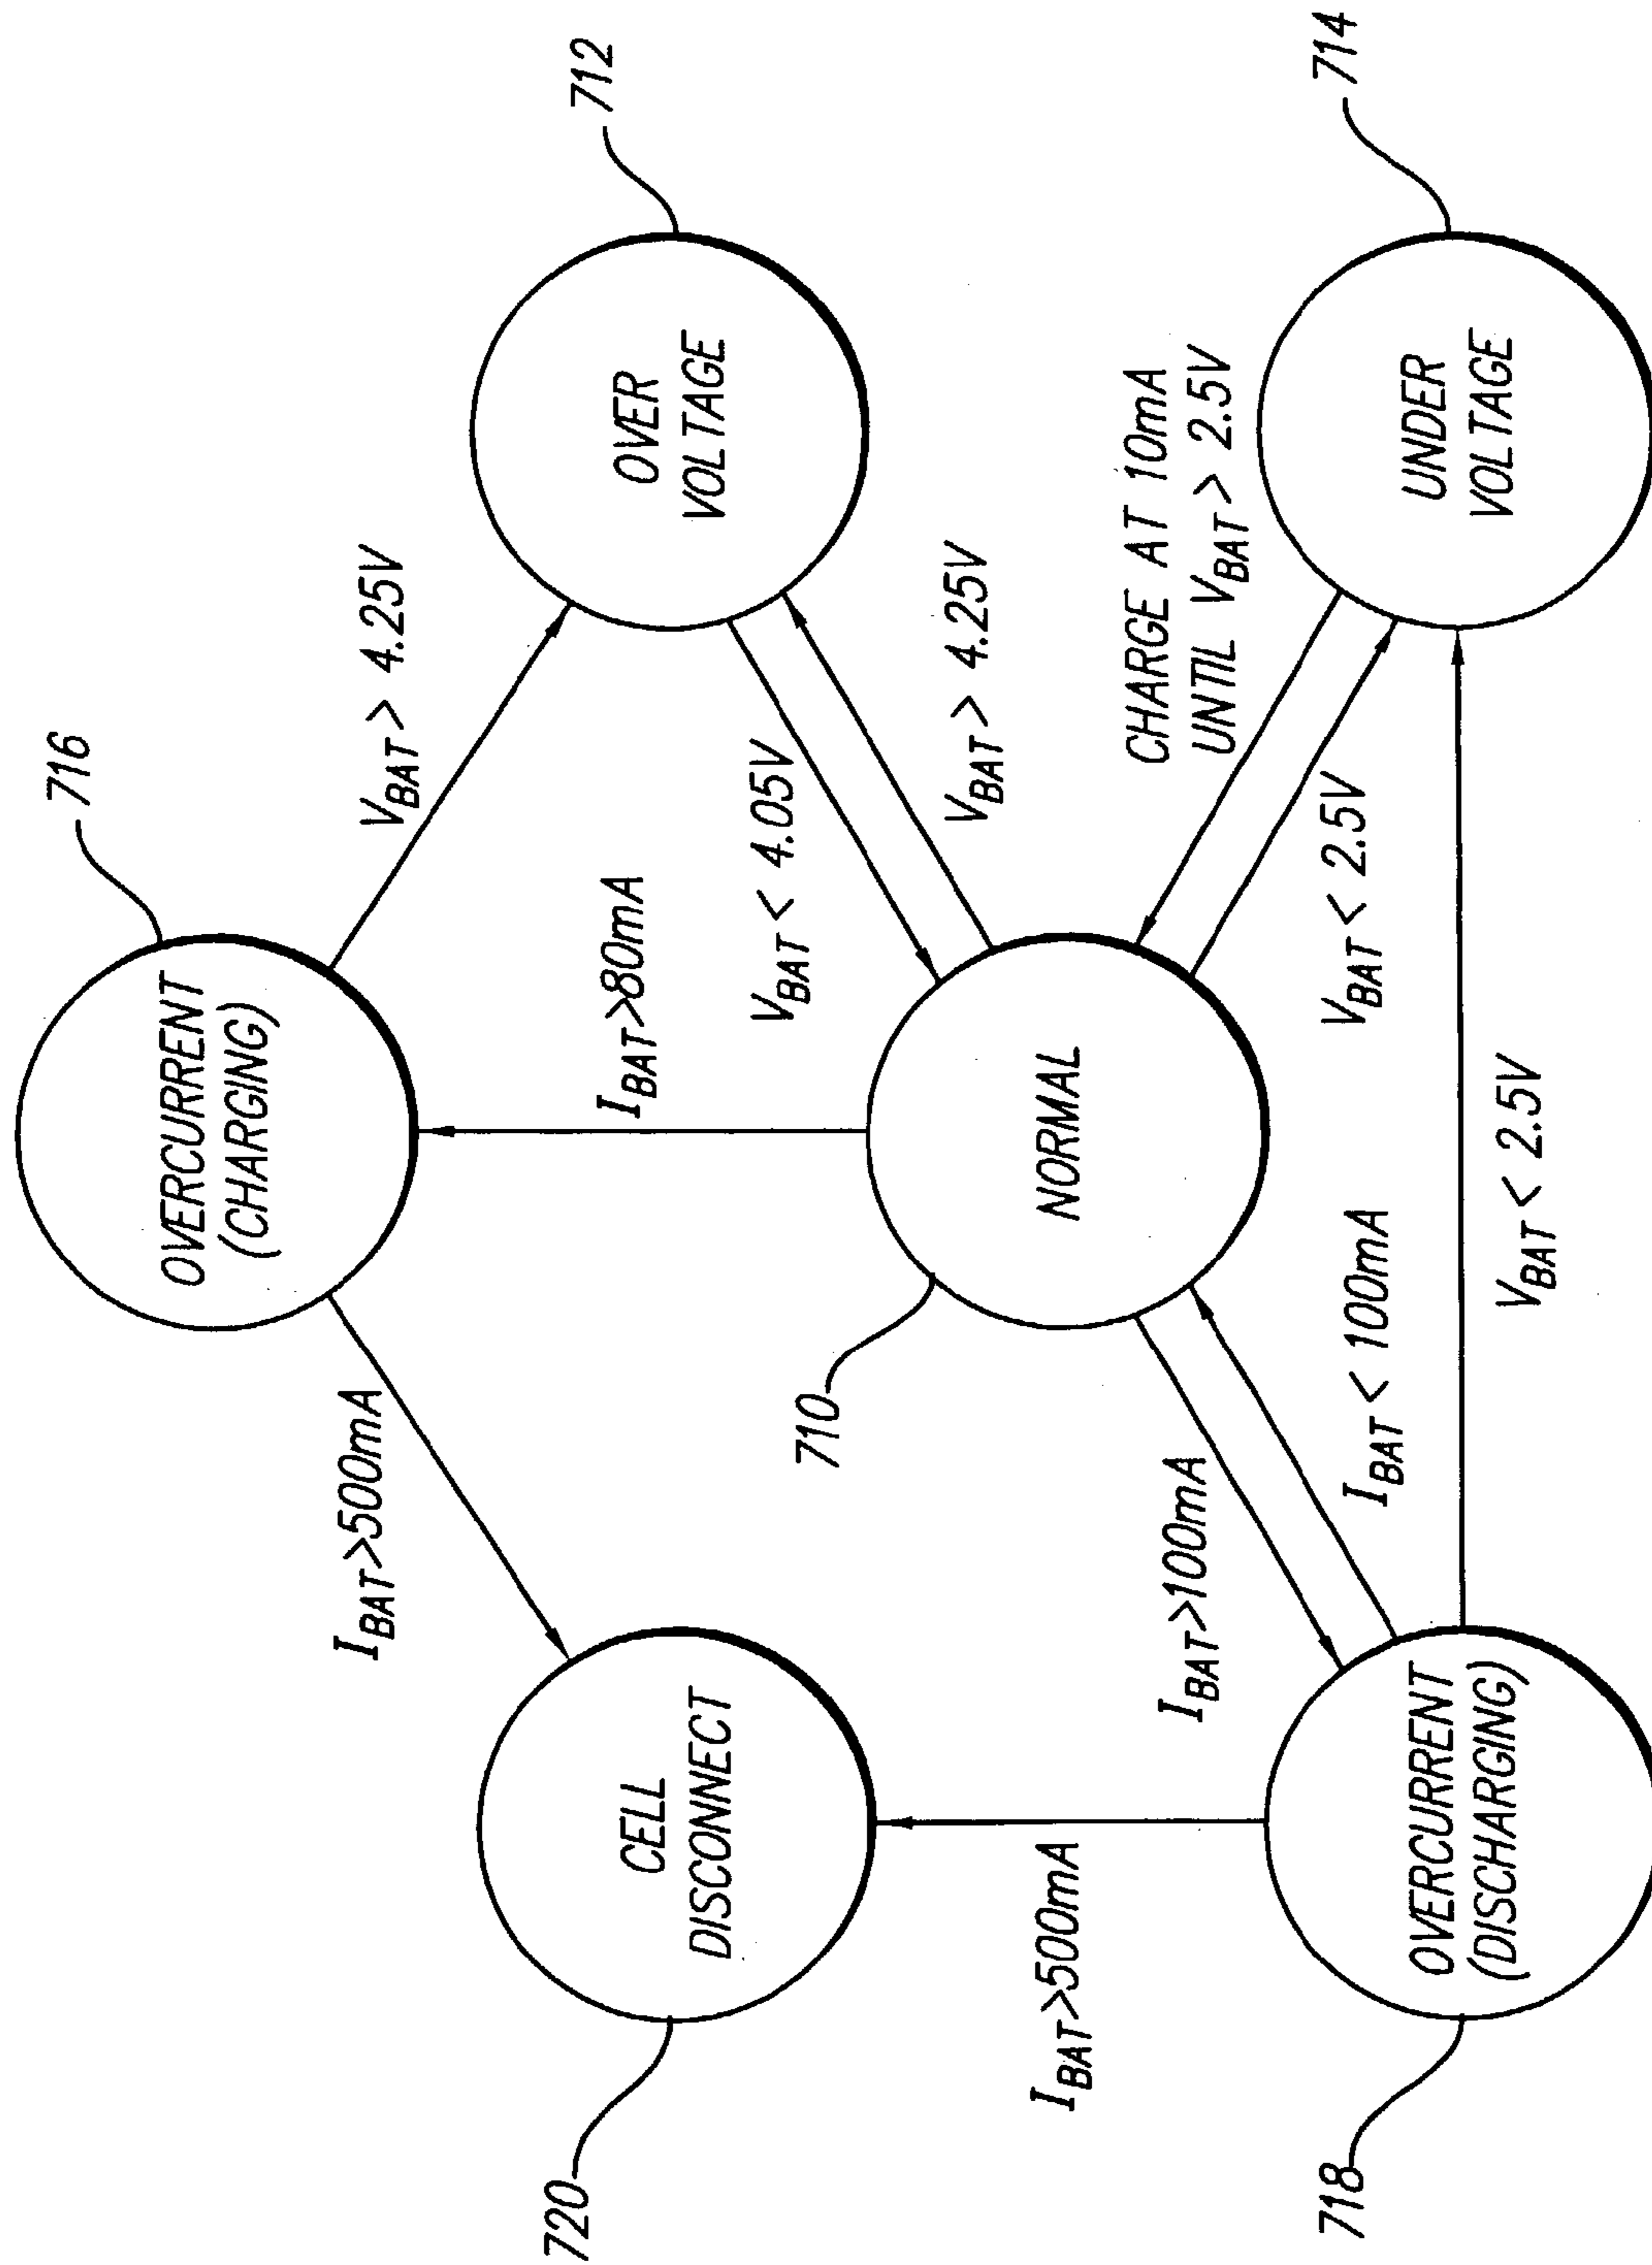 720
CELL
DISCONNECT
I_BAT>500mA
OVERCURRENT
(CHARGING)
716
V_BAT > 4.25V
OVER
VOLTAGE
712
I_BAT>80mA
V_BAT < 4.05V
V_BAT > 4.25V
710
NORMAL
I_BAT>500mA
I_BAT>100mA
I_BAT < 100mA
CHARGE AT 10mA
UNTIL V_BAT > 2.5V
V_BAT < 2.5V
718
OVERCURRENT
(DISCHARGING)
V_BAT < 2.5V
UNDER
VOLTAGE
714